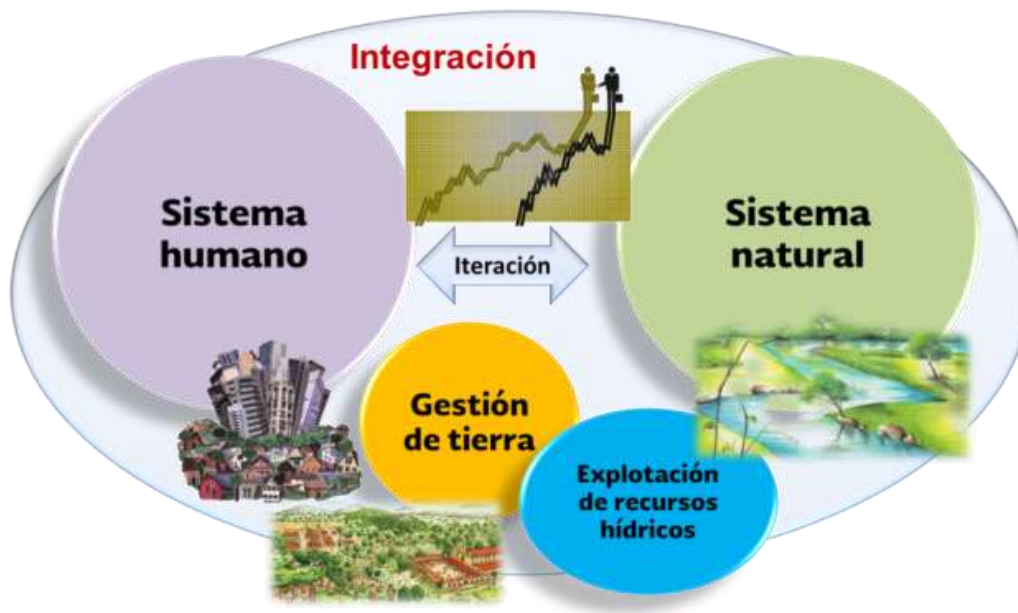 Integración
Sistema
humano
Sistema
natural
Iteración
Gestión
de tierra
Explotación
de recursos
hídricos